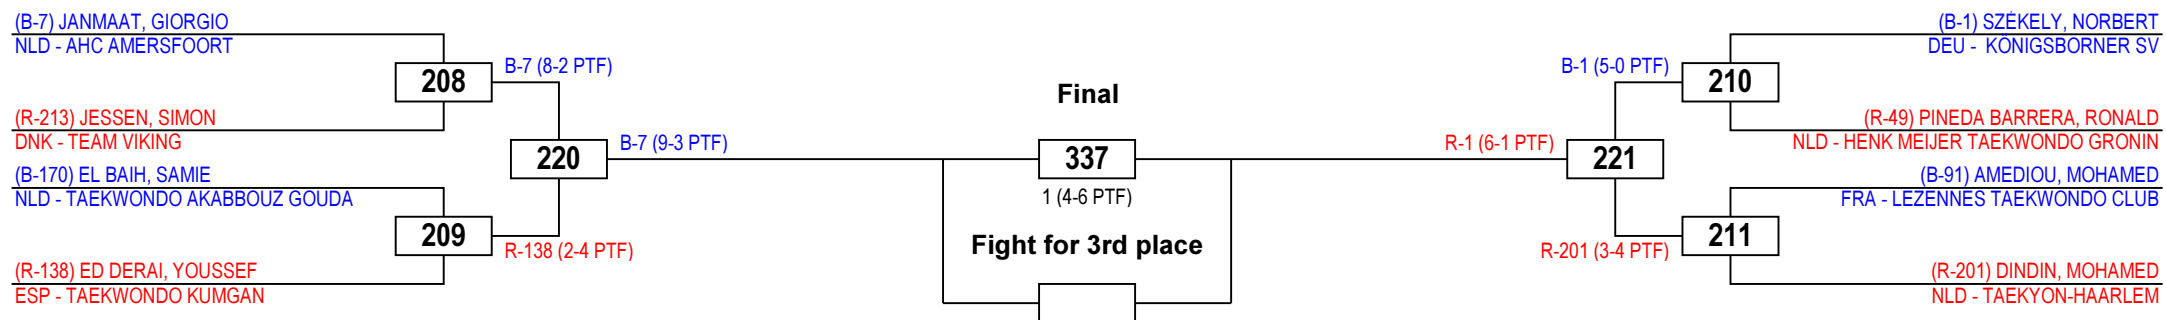 (B-7) JANMAAT, GIORGIO
NLD - AHC AMERSFOORT
208
B-7 (8-2 PTF)
(R-213) JESSEN, SIMON
DNK - TEAM VIKING
220
B-7 (9-3 PTF)
(B-170) EL BAIH, SAMIE
NLD - TAEKWONDO AKABBOUZ GOUDA
209
R-138 (2-4 PTF)
(R-138) ED DERAI, YOUSSEF
ESP - TAEKWONDO KUMGAN
Final
337
1 (4-6 PTF)
Fight for 3rd place
(B-1) SZÉKELY, NORBERT
DEU - KÖNIGSBORNER SV
B-1 (5-0 PTF)
210
(R-49) PINEDA BARRERA, RONALD
NLD - HENK MEIJER TAEKWONDO GRONIN
R-1 (6-1 PTF)
221
(B-91) AMEDIOU, MOHAMED
FRA - LEZENNES TAEKWONDO CLUB
R-201 (3-4 PTF)
211
(R-201) DINDIN, MOHAMED
NLD - TAEKYON-HAARLEM